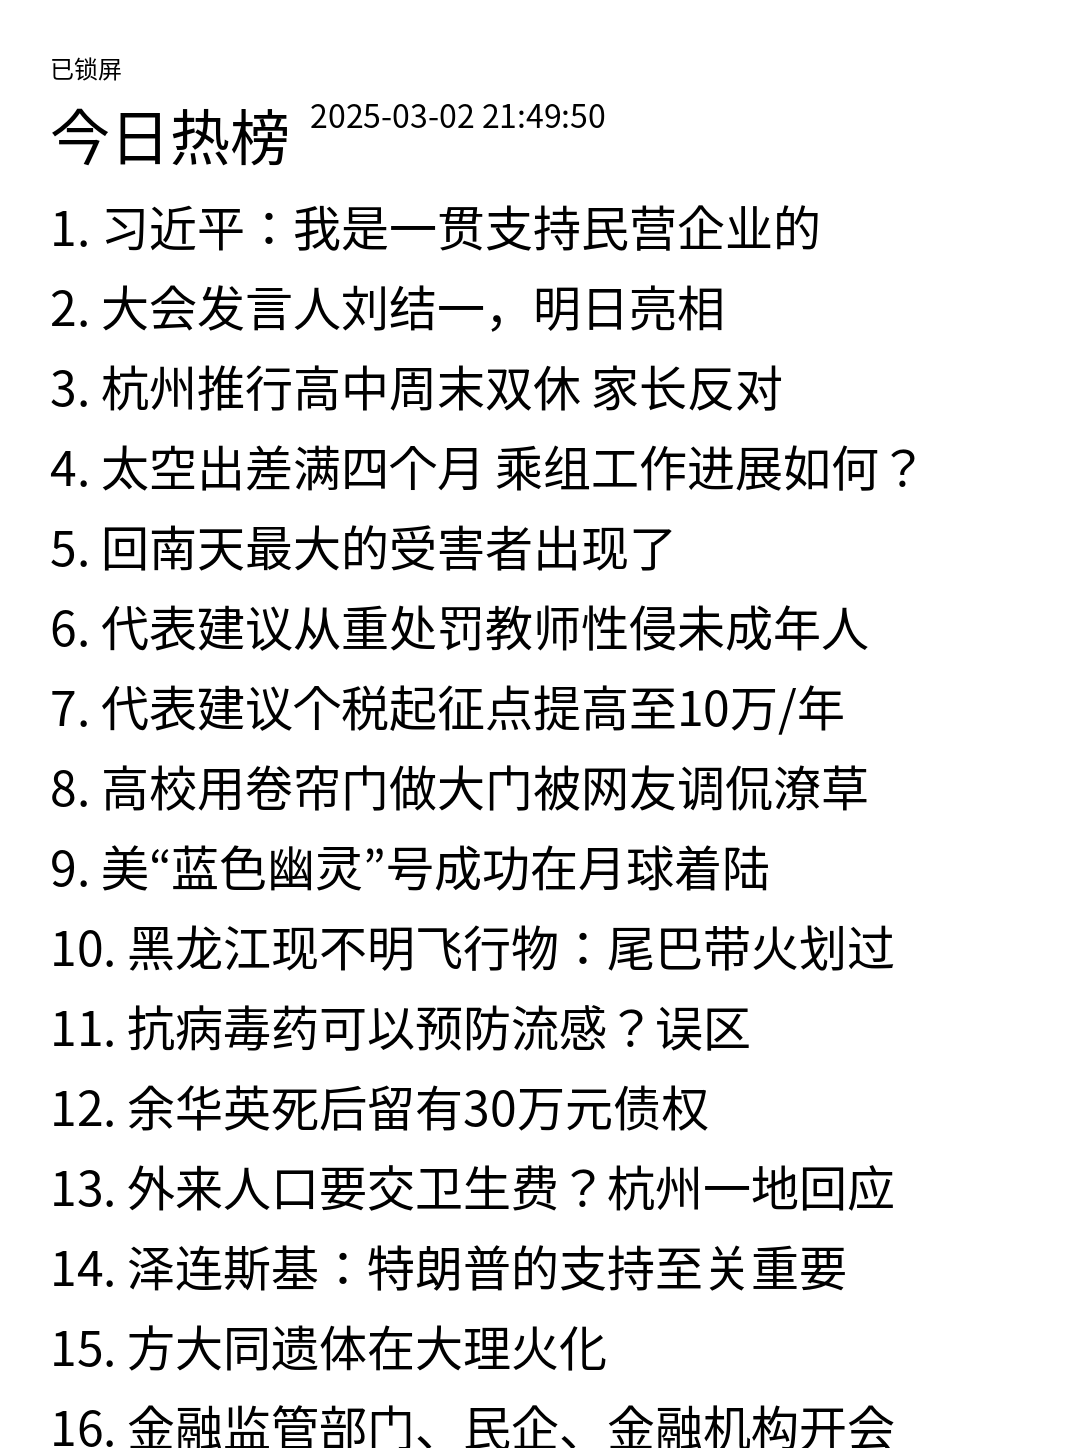 已锁屏
今日热榜 2025-03-02 21:49:50
1. 习近平：我是一贯支持民营企业的
2. 大会发言人刘结一，明日亮相
3. 杭州推行高中周末双休 家长反对
4. 太空出差满四个月 乘组工作进展如何？
5. 回南天最大的受害者出现了
6. 代表建议从重处罚教师性侵未成年人
7. 代表建议个税起征点提高至10万/年
8. 高校用卷帘门做大门被网友调侃潦草
9. 美“蓝色幽灵”号成功在月球着陆
10. 黑龙江现不明飞行物：尾巴带火划过
11. 抗病毒药可以预防流感？误区
12. 余华英死后留有30万元债权
13. 外来人口要交卫生费？杭州一地回应
14. 泽连斯基：特朗普的支持至关重要
15. 方大同遗体在大理火化
16. 金融监管部门、民企、金融机构开会